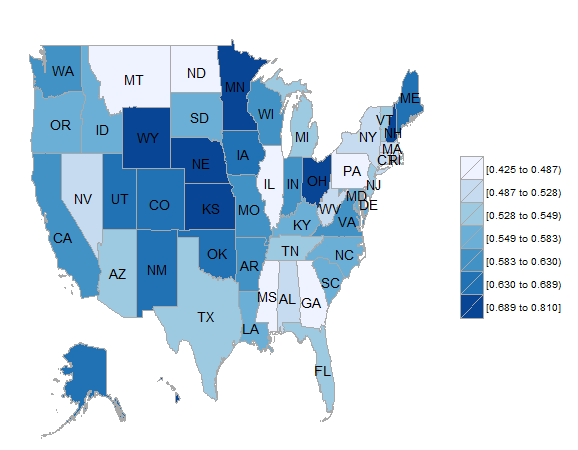 WA
MT
ND
MN
ME
OR
ID
SD
WI
MI
VT
NH
NY
MA
CT
RI
WY
NE
IA
PA
NJ
NV
UT
CO
KS
MO
IL
IN
OH
WV
MD
DE
VA
KY
CA
AZ
NM
OK
AR
TN
NC
SC
TX
LA
MS
AL
GA
FL
[0.425 to 0.487)
[0.487 to 0.528)
[0.528 to 0.549)
[0.549 to 0.583)
[0.583 to 0.630)
[0.630 to 0.689)
[0.689 to 0.810]